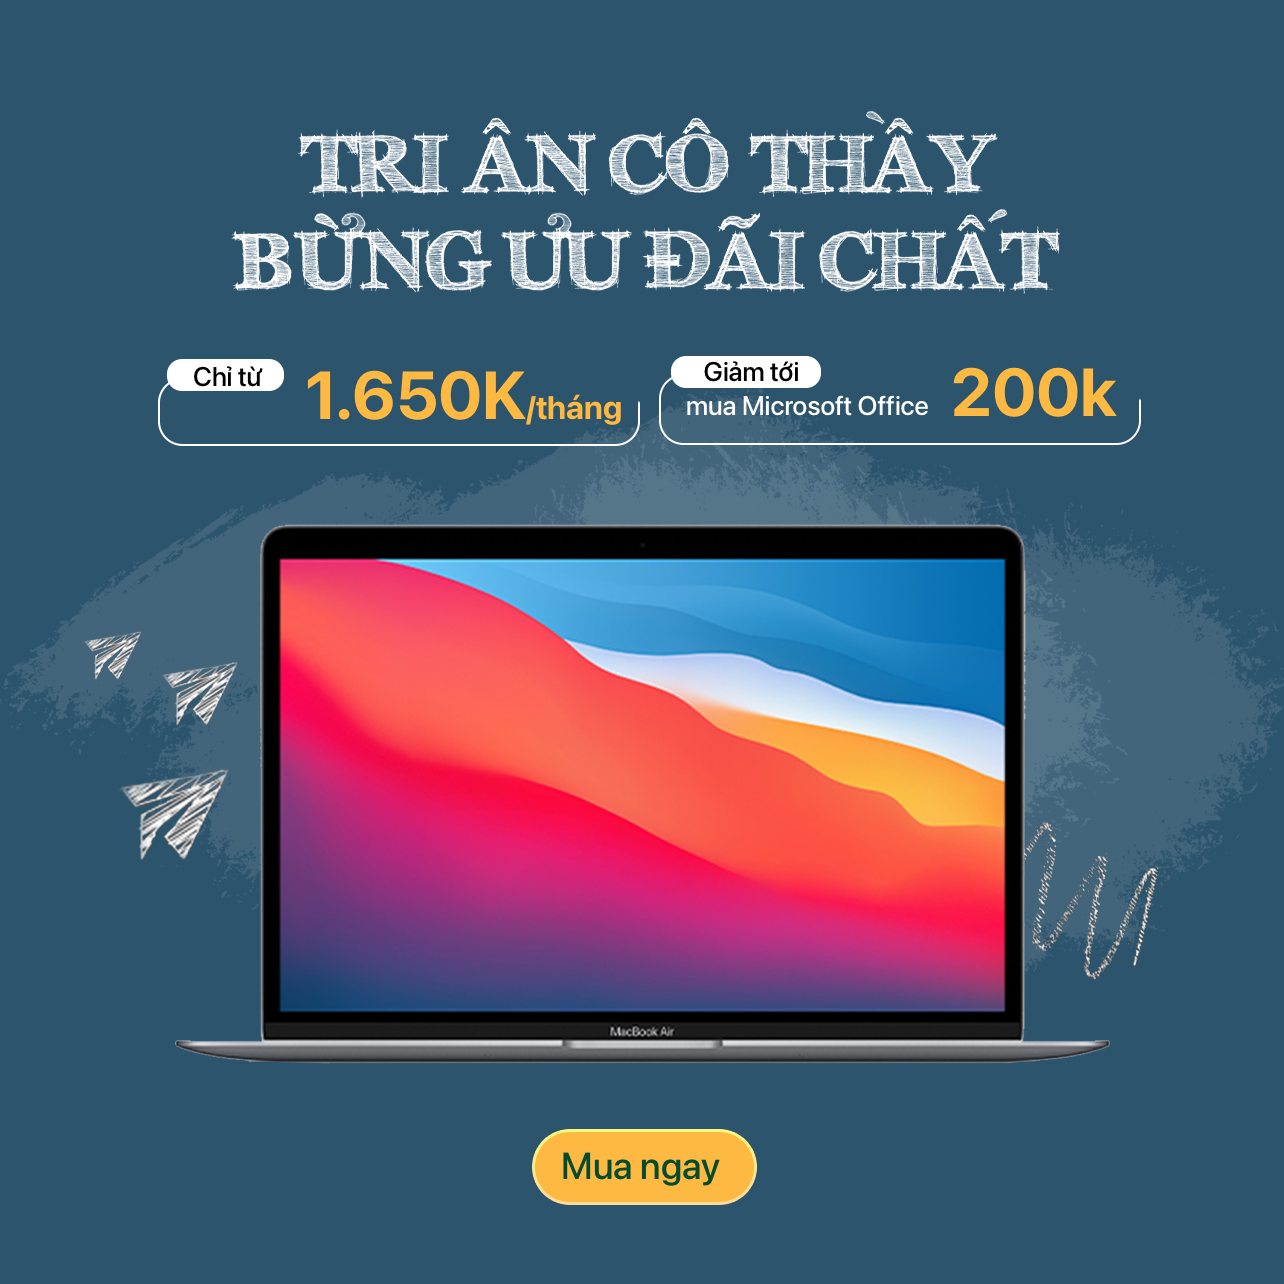 TRI ÂN CÔ THẦY
BỪNG ƯU ĐÃI CHẤT
Chỉ từ
1.650K/tháng
Giảm tới
mua Microsoft Office 200k
MacBook Air
Mua ngay